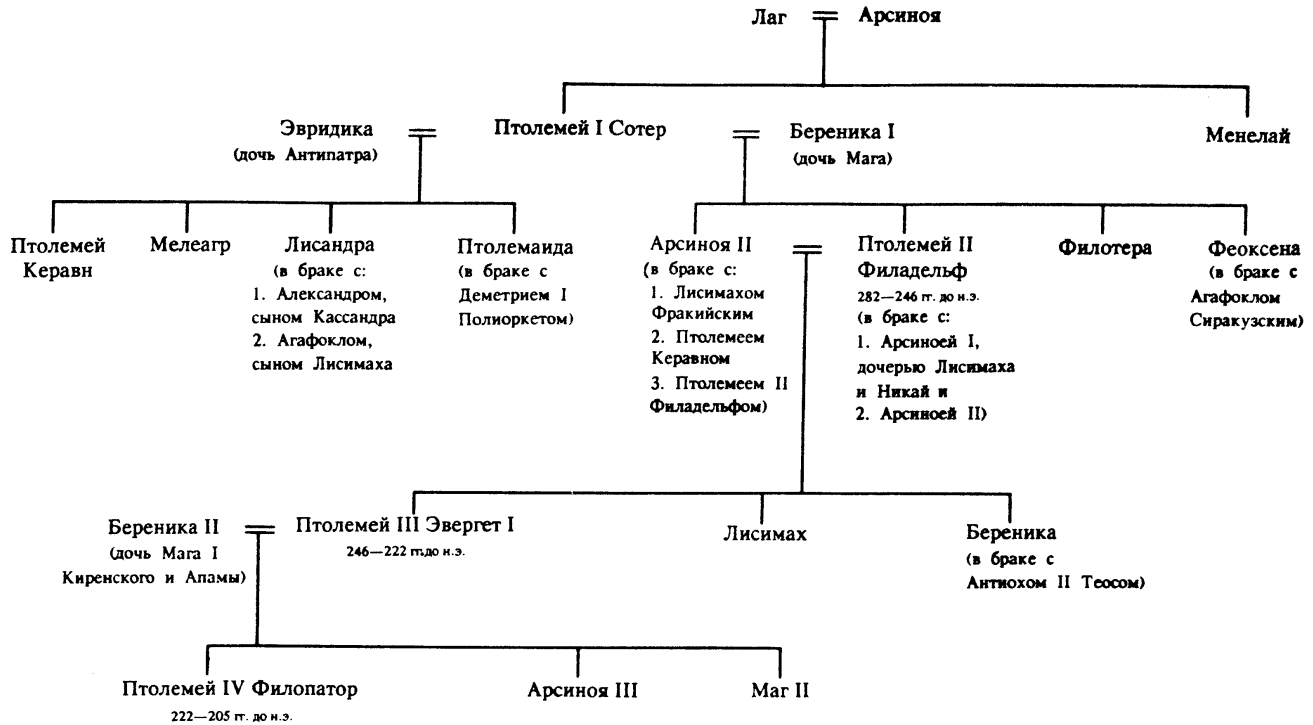 Лаг = Арсиноя
Птолемей I Сотер
Менелай
Эвридика
(дочь Антипатра)
Береника I
(дочь Мага)
Птолемей
Керавн
Мелеагр
Лисандра
(в браке с:
1. Александром,
сыном Кассандра
2. Агафоклом,
сыном Лисимаха
Птолемаида
(в браке с
Деметрием I
Полиоркетом)
Арсиноя II
(в браке с:
1. Лисимахом
Фракийским
2. Птолемеем
Керавном
3. Птолемеем II
Филадельфом)
Птолемей II
Филадельф
282—246 гг. до н.э.
(в браке с:
1. Арсиноей I,
дочерью Лисимаха
и Никай и
2. Арсиноей II)
Филотера
Феоксена
(в браке с
Агафоклом
Сиракузским)
Береника II
(дочь Мага I
Киренского и Апамы)
Птолемей III Эвергет I
246—222 гг.до н.э.
Лисимах
Береника
(в браке с
Антиохом II Теосом)
Птолемей IV Филопатор
222—205 гг. до н.э.
Арсиноя III
Маг II